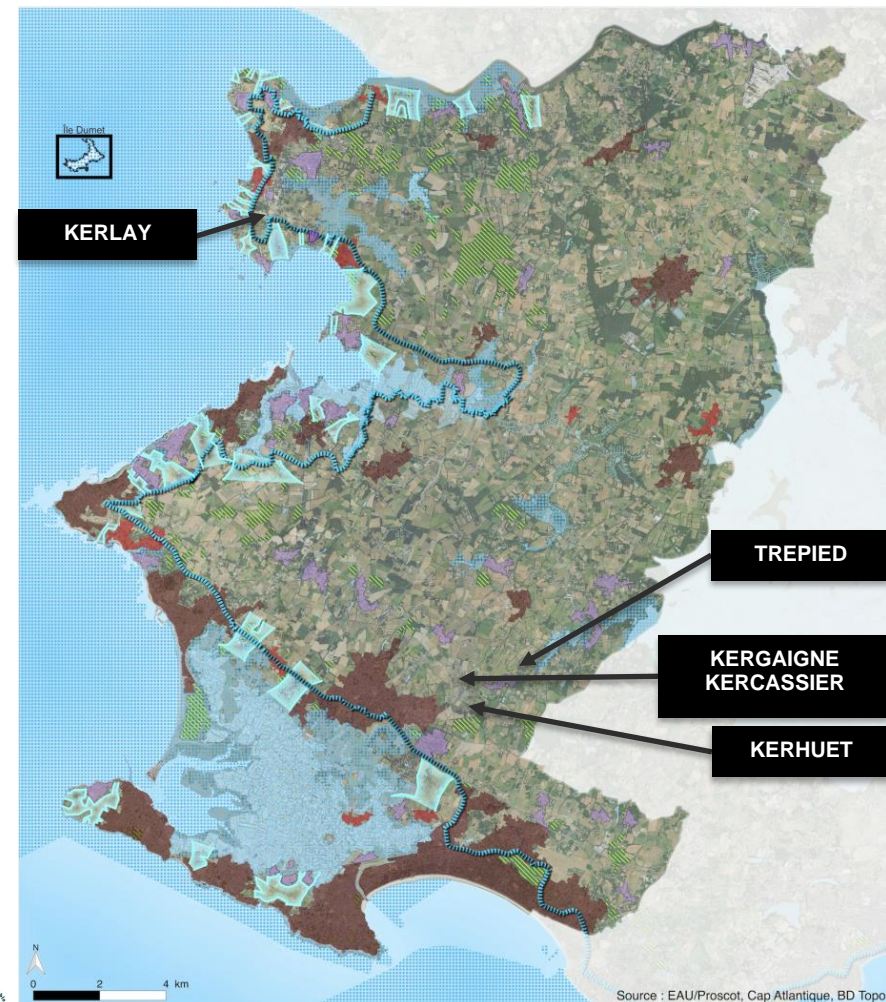 Île Dumet
KERLAY
TREPIED
KERGAIGNE
KERCASSIER
KERHUET
N
0 2 4 km
Source : EAU/Proscot, Cap Atlantique, BD Topo